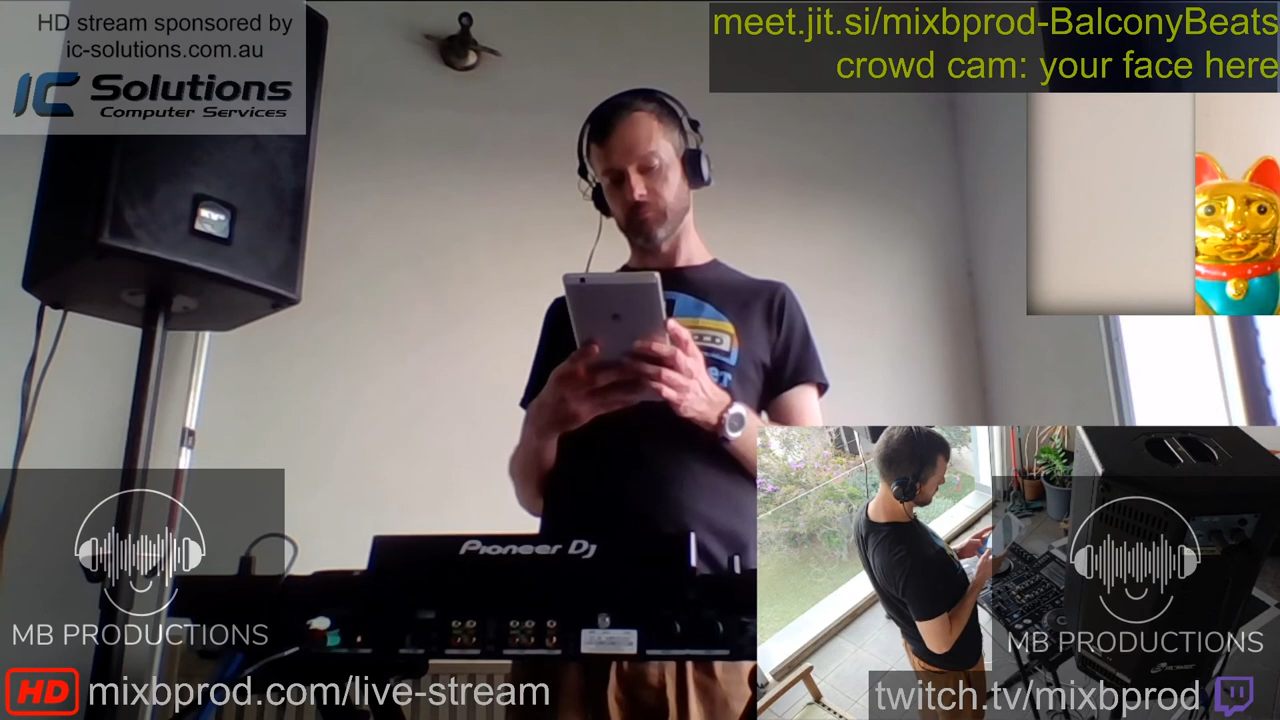 HD stream sponsored by
ic-solutions.com.au
IC Solutions
Computer Services
meet.jit.si/mixbprod-BalconyBeats
crowd cam: your face here
Pioneer Dj
MB PRODUCTIONS
MB PRODUCTIONS
HD mixbprod.com/live-stream
twitch.tv/mixbprod